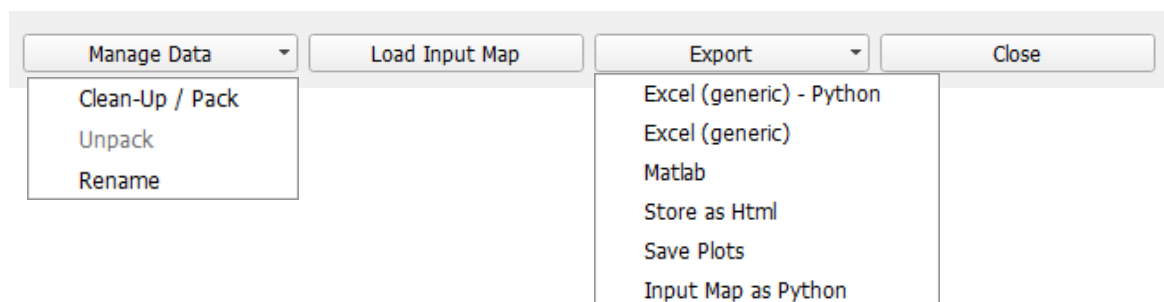 Manage Data
Load Input Map
Export
Close
Clean-Up / Pack
Unpack
Rename
Excel (generic) - Python
Excel (generic)
Matlab
Store as Html
Save Plots
Input Map as Python